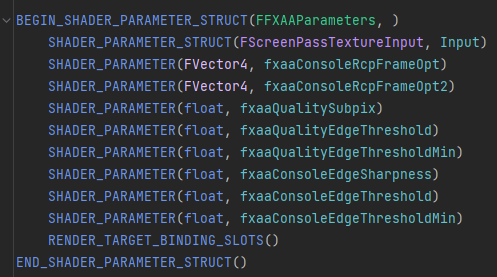 BEGIN_SHADER_PARAMETER_STRUCT(FFXAAParameters, )
SHADER_PARAMETER_STRUCT(FScreenPassTextureInput, Input)
SHADER_PARAMETER(FVector4, fxaaConsoleRcpFrameOpt)
SHADER_PARAMETER(FVector4, fxaaConsoleRcpFrameOpt2)
SHADER_PARAMETER(float, fxaaQualitySubpix)
SHADER_PARAMETER(float, fxaaQualityEdgeThreshold)
SHADER_PARAMETER(float, fxaaQualityEdgeThresholdMin)
SHADER_PARAMETER(float, fxaaConsoleEdgeSharpness)
SHADER_PARAMETER(float, fxaaConsoleEdgeThreshold)
SHADER_PARAMETER(float, fxaaConsoleEdgeThresholdMin)
RENDER_TARGET_BINDING_SLOTS()
END_SHADER_PARAMETER_STRUCT()